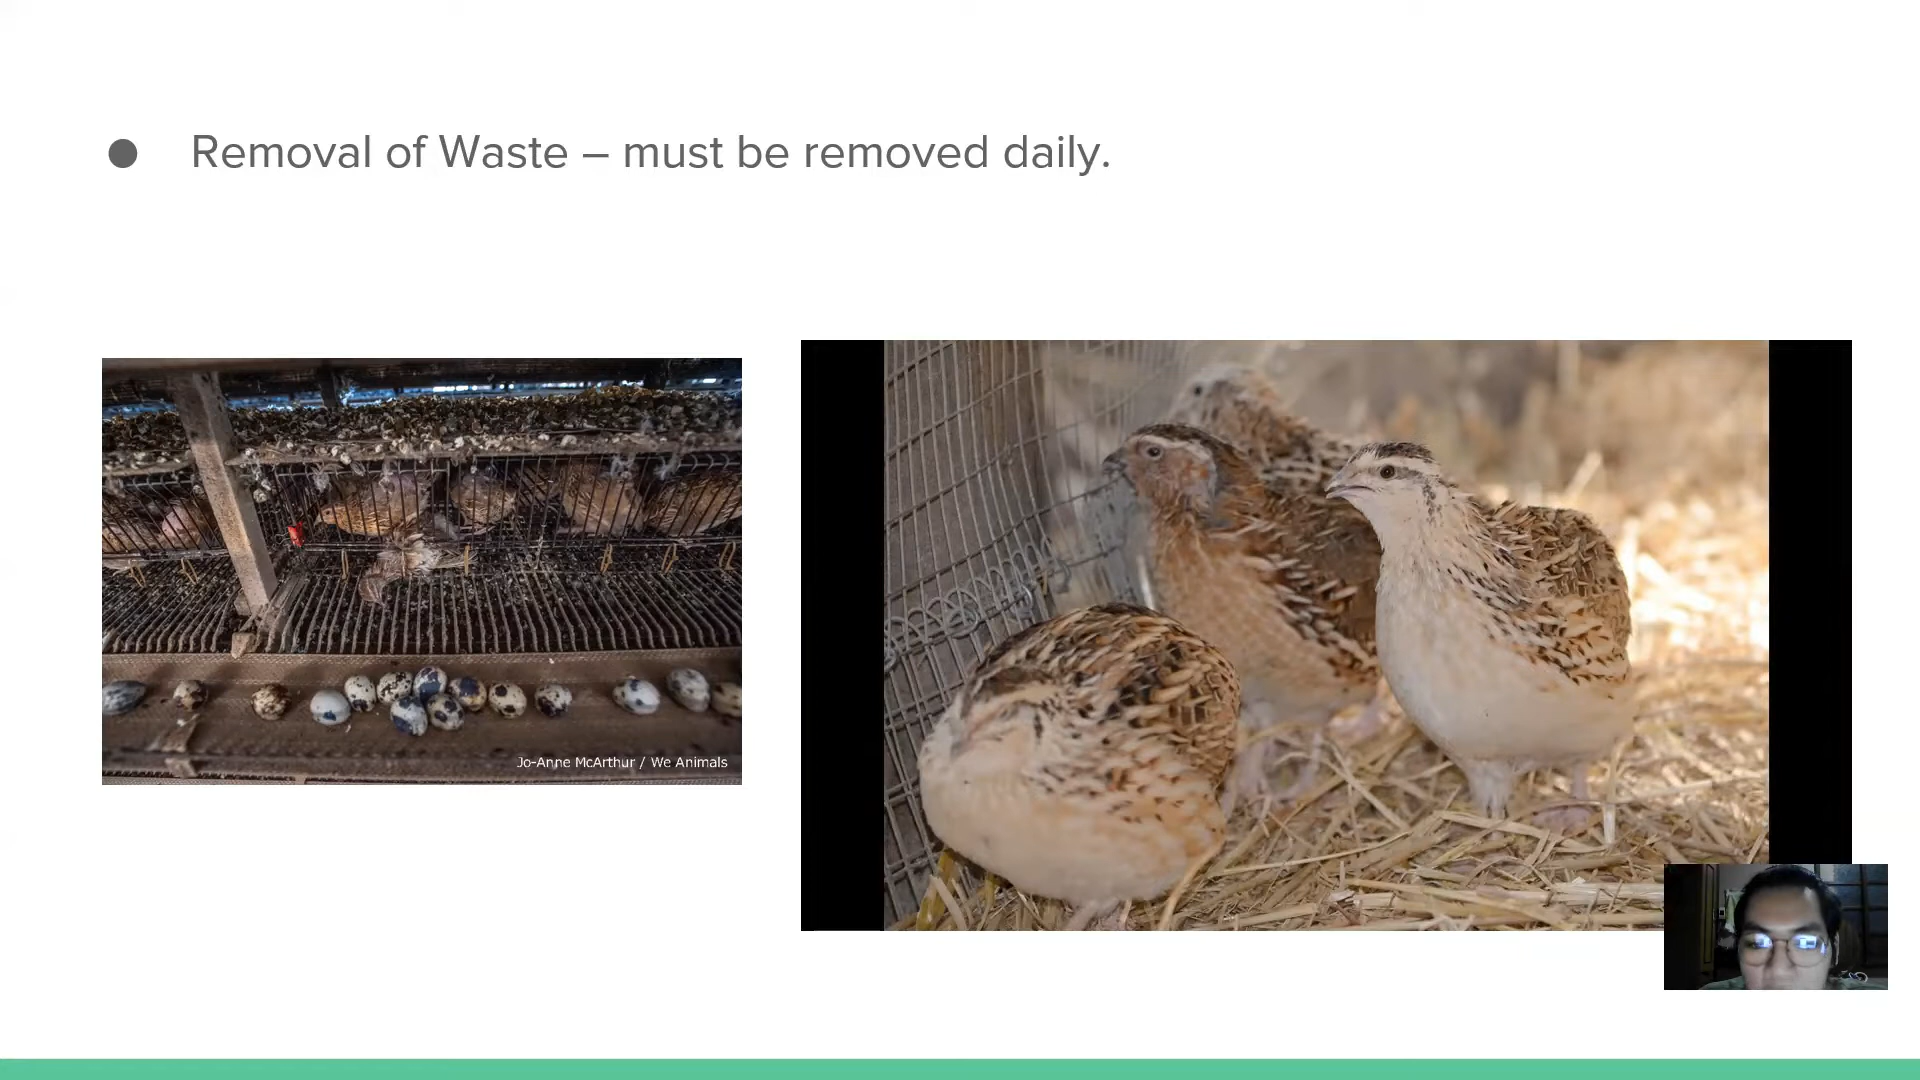 ● Removal of Waste – must be removed daily.
Jo-Anne McArthur / We Animals